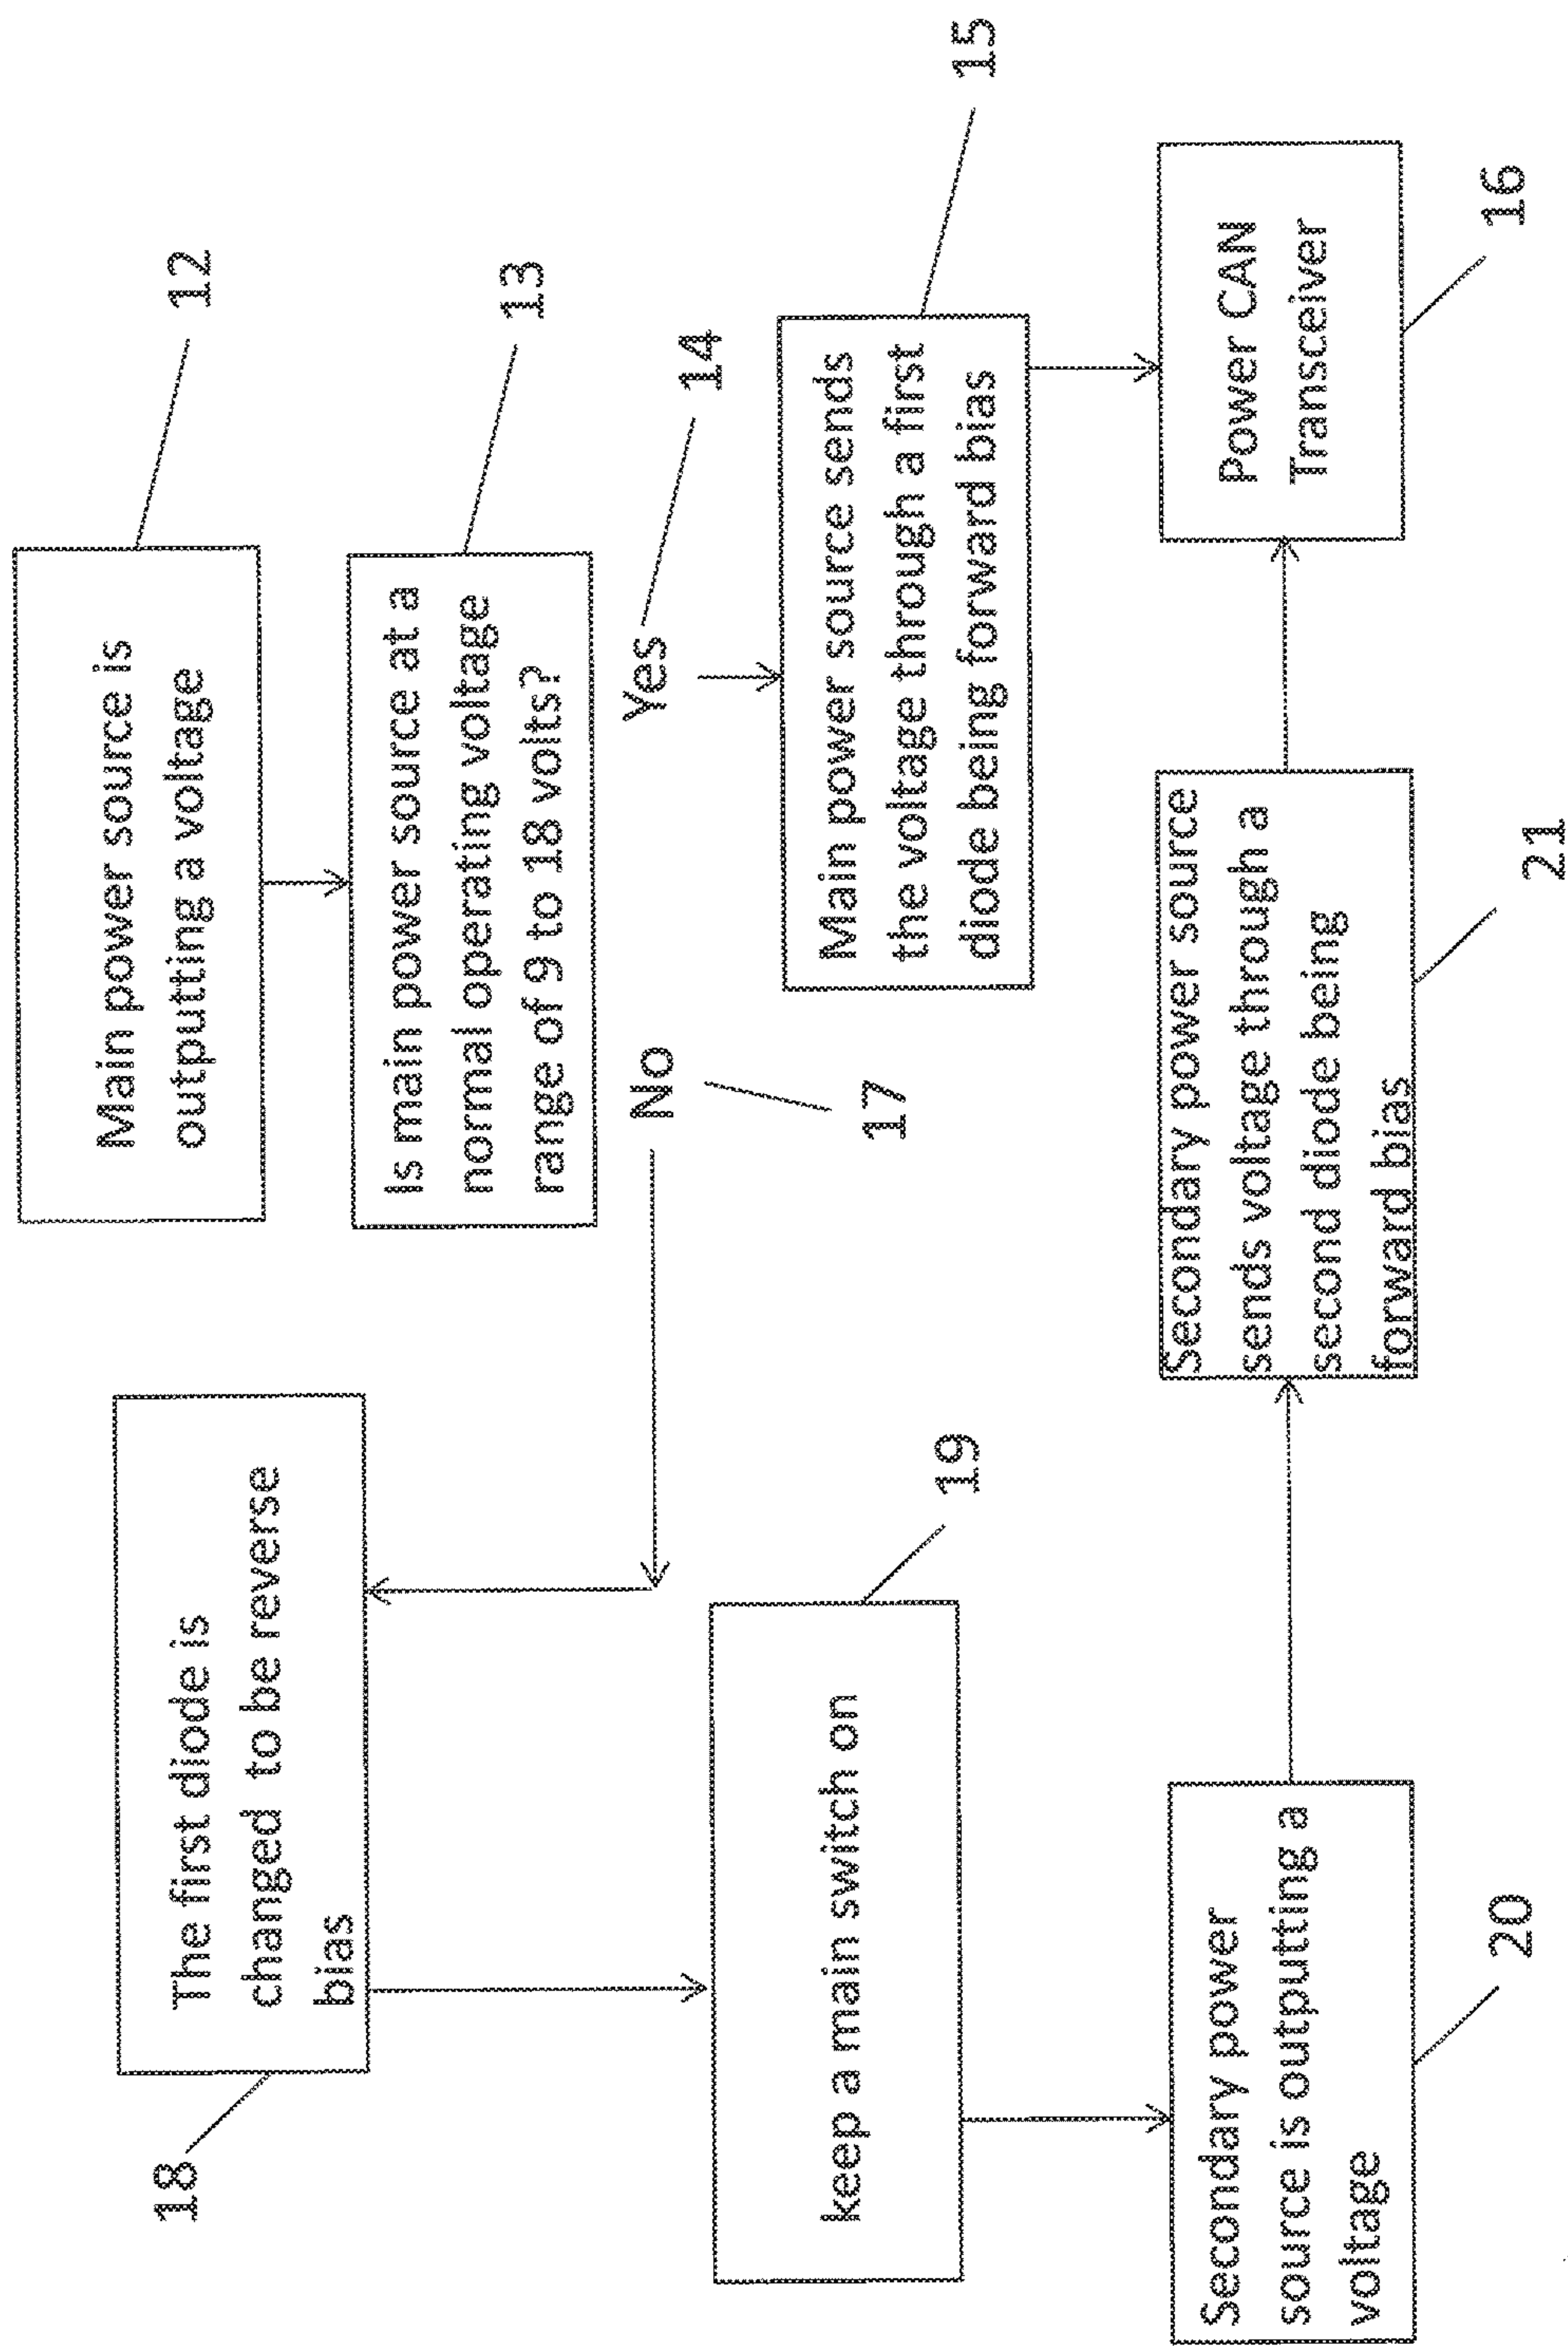 Main power source is
outputting a voltage
12
Is main power source at a
normal operating voltage
range of 9 to 18 volts?
13
Yes
14
Main power source sends
the voltage through a first
diode being forward bias
15
Power CAN
Transceiver
16
No
17
The first diode is
changed to be reverse
bias
18
keep a main switch on
19
Secondary power
source is outputting a
voltage
20
Secondary power source
sends voltage through a
second diode being
forward bias
21